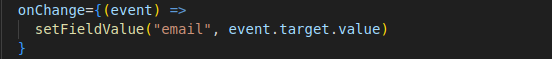 onChange={(event) =>
  setFieldValue("email", event.target.value)
}